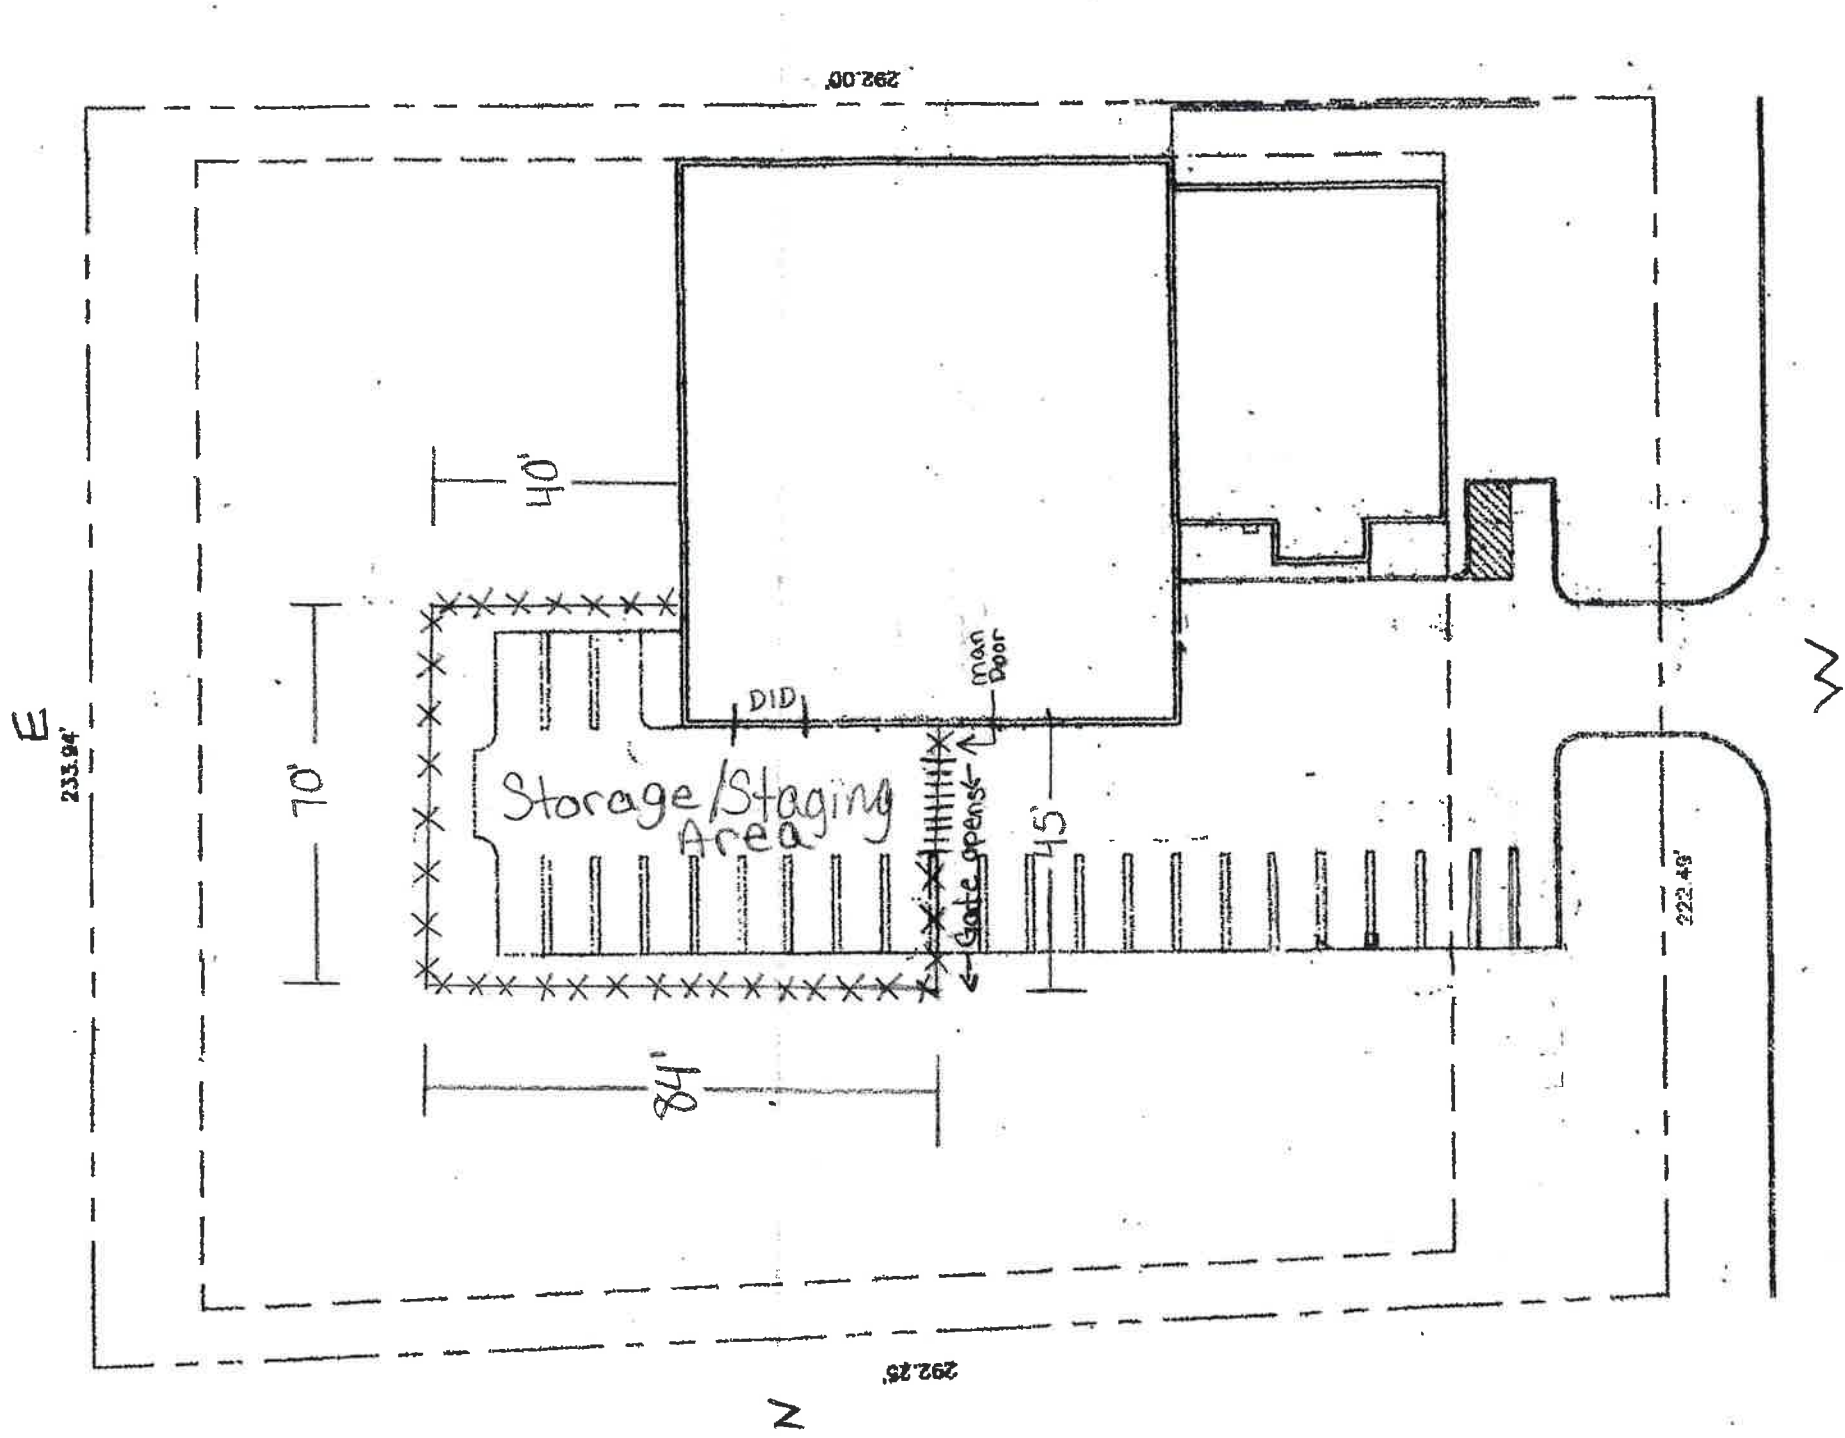 292.00'
E
233.94'
40'
70'
DID
man
Door
Storage/Staging
Area
← Gate opens →
45'
W
222.49'
84'
292.25'
N